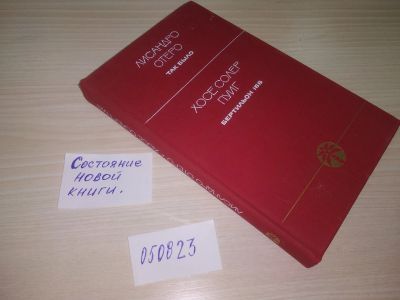 ЛИСАНДРО
ОТЕРО
ТАК БЫЛО
ХОСЕ СОЛЕР
ПУИГ
БЕРТИЛЬОН 166
Состояние
новой
книги.
050823